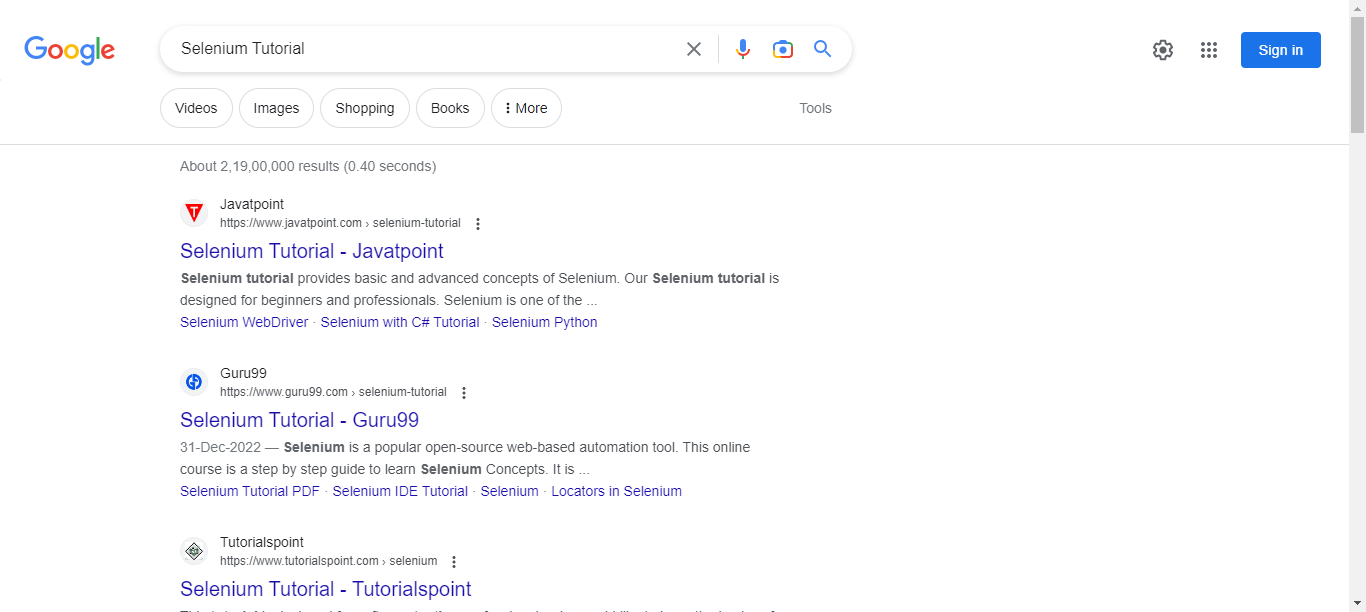 Google
Selenium Tutorial
Sign in
Videos
Images
Shopping
Books
More
Tools
About 2,19,00,000 results (0.40 seconds)
Javatpoint
https://www.javatpoint.com › selenium-tutorial
Selenium Tutorial - Javatpoint
Selenium tutorial provides basic and advanced concepts of Selenium. Our Selenium tutorial is
designed for beginners and professionals. Selenium is one of the ...
Selenium WebDriver · Selenium with C# Tutorial · Selenium Python
Guru99
https://www.guru99.com › selenium-tutorial
Selenium Tutorial - Guru99
31-Dec-2022 — Selenium is a popular open-source web-based automation tool. This online
course is a step by step guide to learn Selenium Concepts. It is ...
Selenium Tutorial PDF · Selenium IDE Tutorial · Selenium · Locators in Selenium
Tutorialspoint
https://www.tutorialspoint.com › selenium
Selenium Tutorial - Tutorialspoint